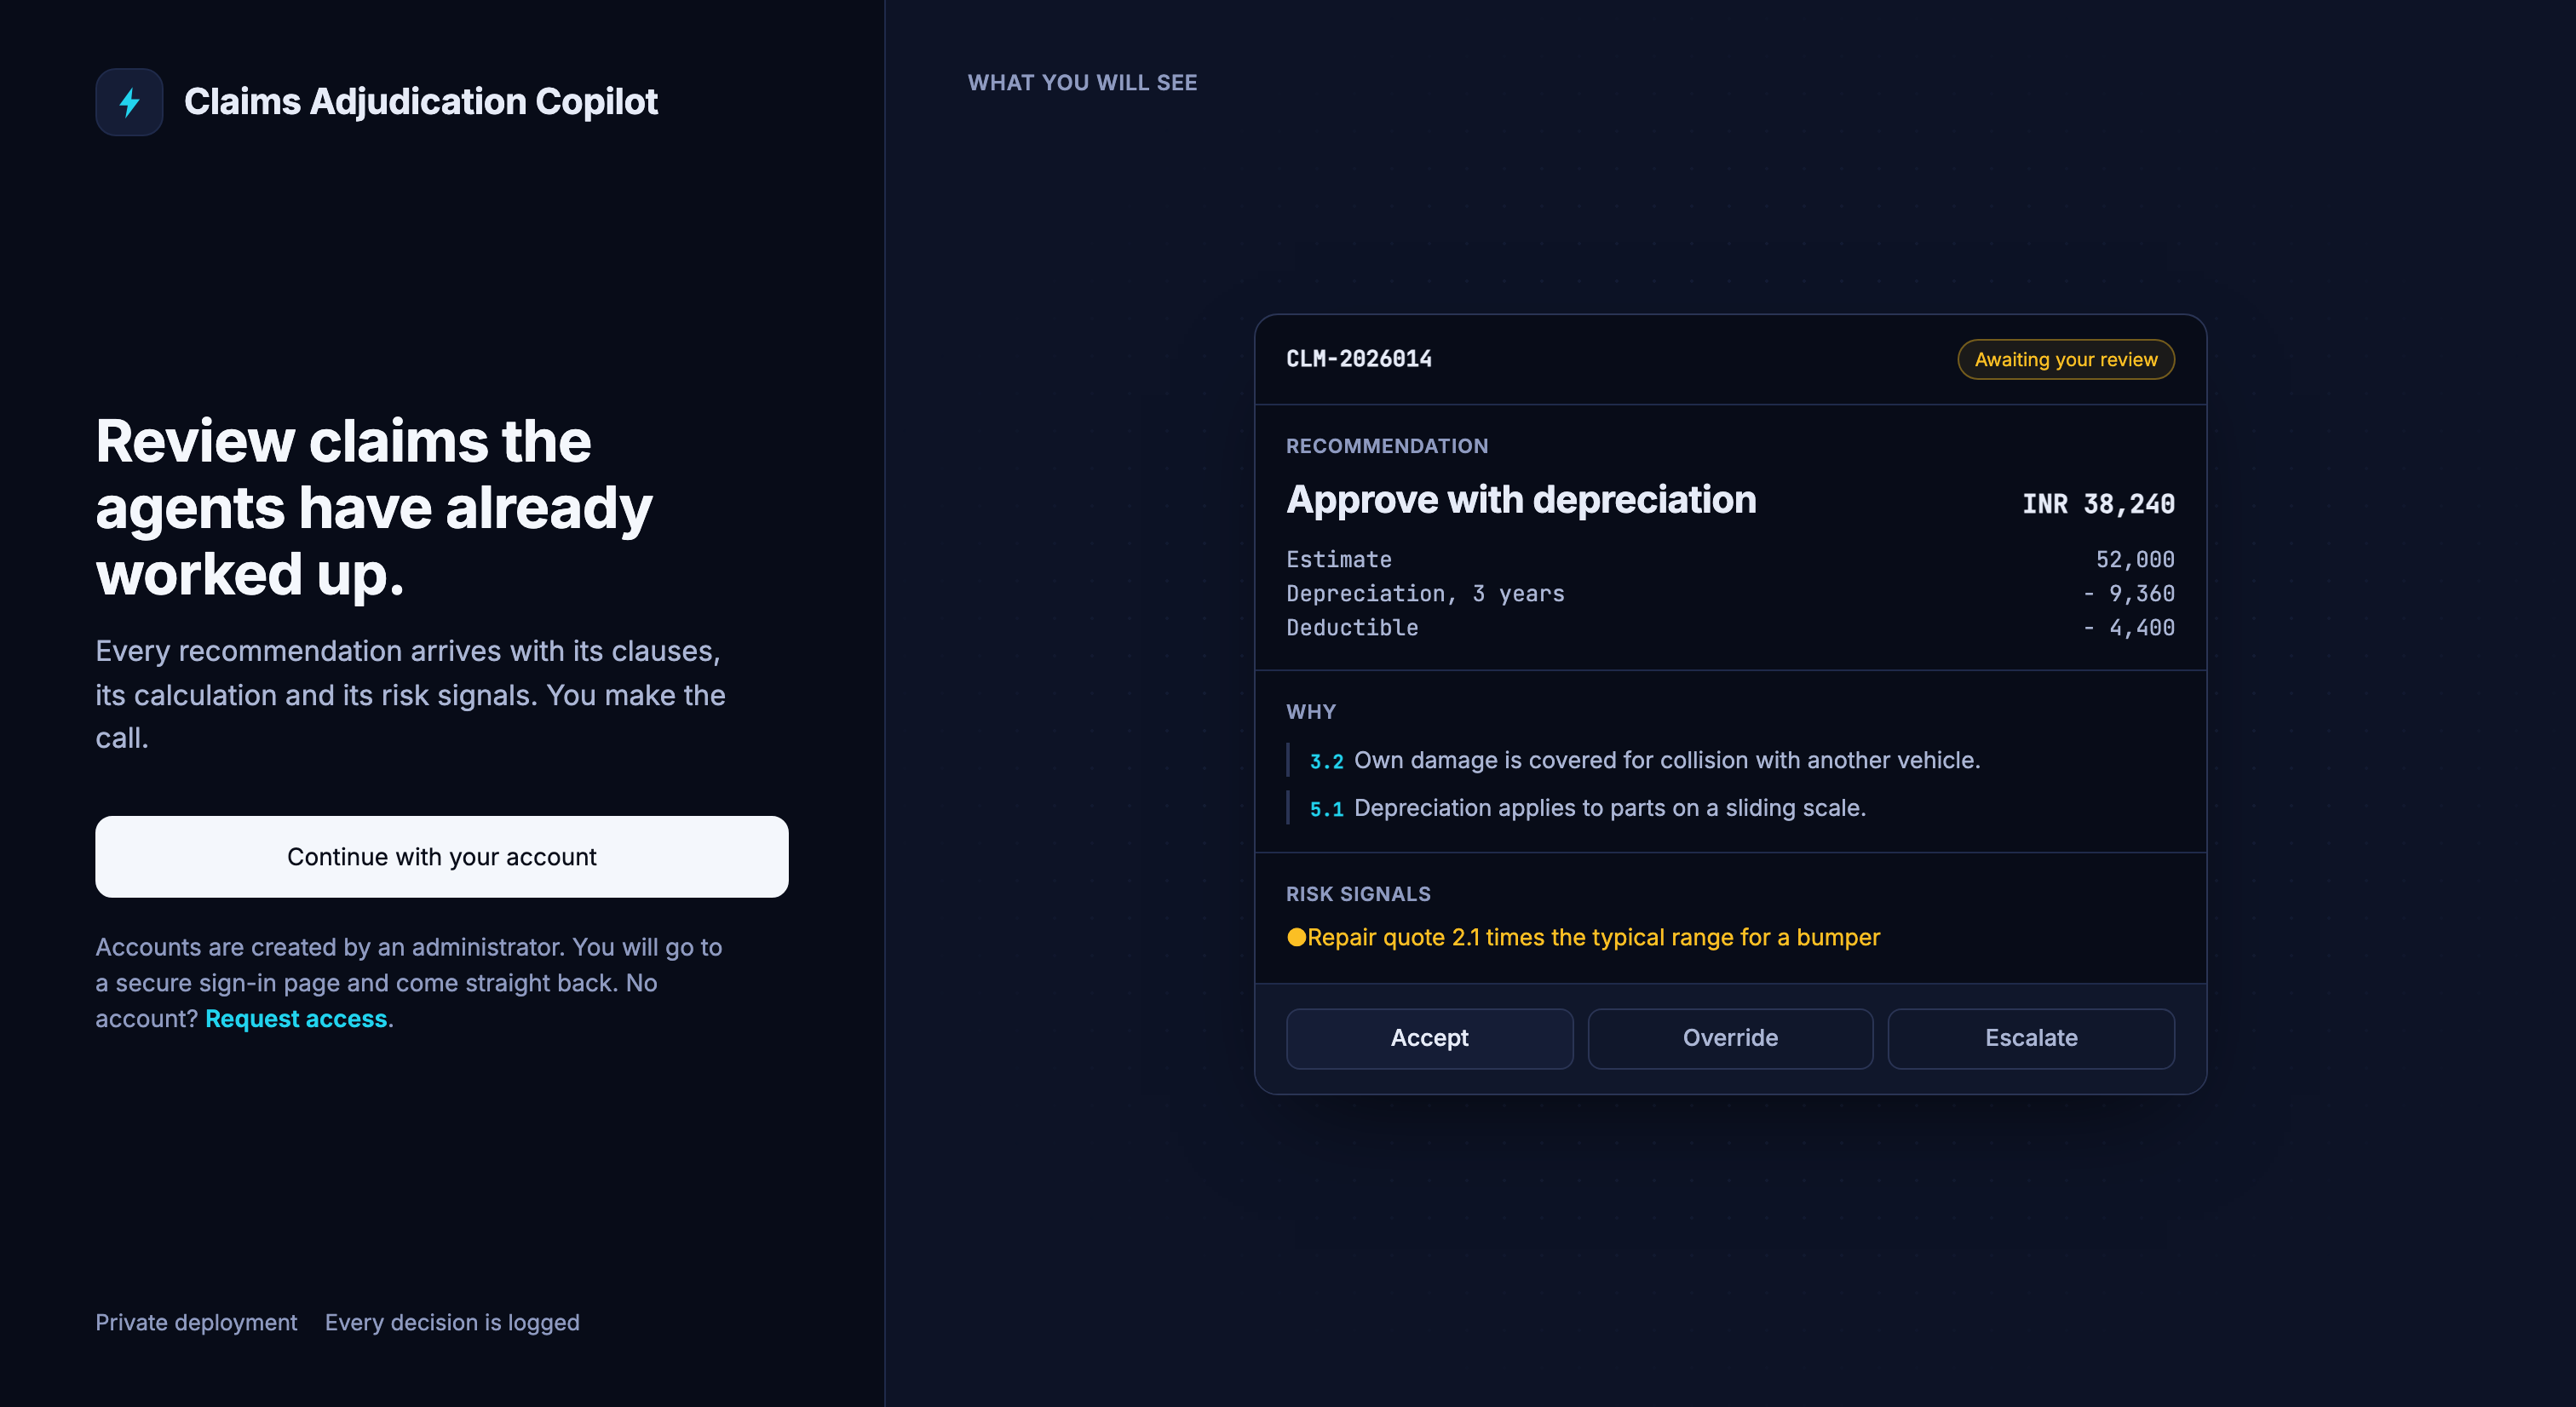 Claims Adjudication Copilot
Review claims the
agents have already
worked up.
Every recommendation arrives with its clauses,
its calculation and its risk signals. You make the
call.
Continue with your account
Accounts are created by an administrator. You will go to
a secure sign-in page and come straight back. No
account? Request access.
Private deployment Every decision is logged
WHAT YOU WILL SEE
CLM-2026014 Awaiting your review
RECOMMENDATION
Approve with depreciation INR 38,240
Estimate 52,000
Depreciation, 3 years - 9,360
Deductible - 4,400
WHY
3.2 Own damage is covered for collision with another vehicle.
5.1 Depreciation applies to parts on a sliding scale.
RISK SIGNALS
Repair quote 2.1 times the typical range for a bumper
Accept Override Escalate